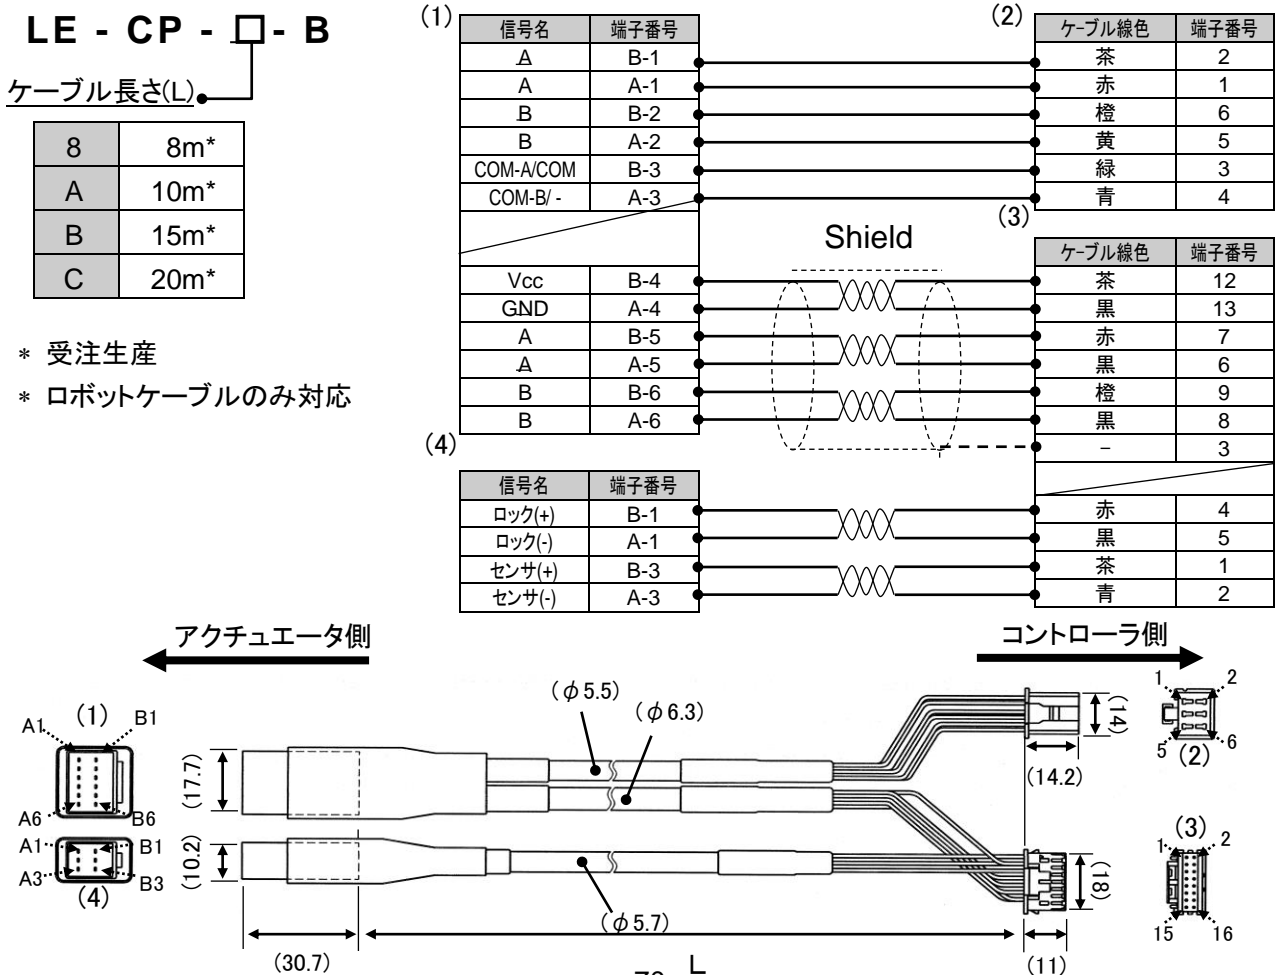 LE - CP - □ - B
ケーブル長さ(L)
8 8m*
A 10m*
B 15m*
C 20m*
* 受注生産
* ロボットケーブルのみ対応
(1)
信号名 端子番号
A B-1
A A-1
B B-2
B A-2
COM-A/COM B-3
COM-B/ - A-3
Vcc B-4
GND A-4
A B-5
A A-5
B B-6
B A-6
(2)
ケーブル線色 端子番号
茶 2
赤 1
橙 6
黄 5
緑 3
青 4
Shield
(3)
ケーブル線色 端子番号
茶 12
黒 13
赤 7
黒 6
橙 9
黒 8
- 3
赤 4
黒 5
茶 1
青 2
(4)
信号名 端子番号
ロック(+) B-1
ロック(-) A-1
センサ(+) B-3
センサ(-) A-3
アクチュエータ側
コントローラ側
A1 (1) B1
A6 B6
A1 B1
A3 (4) B3
(17.7)
(10.2)
(φ5.5)
(φ6.3)
(φ5.7)
(30.7)
L
(14)
(14.2)
(18)
(11)
1 2
5 (2) 6
(3)
1 2
15 16